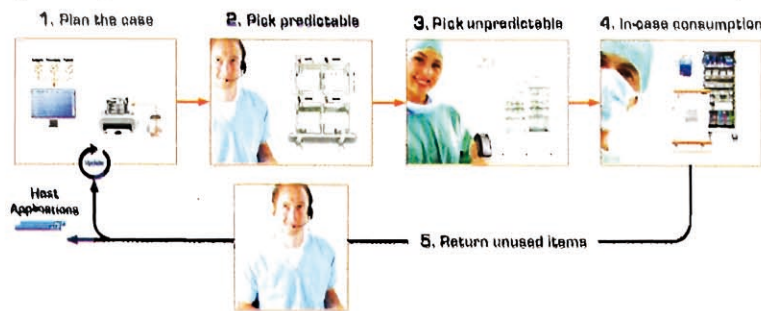 1. Plan the case
2. Pick predictable
3. Pick unpredictable
4. In-case consumption
Update
Host
Applications
5. Return unused items